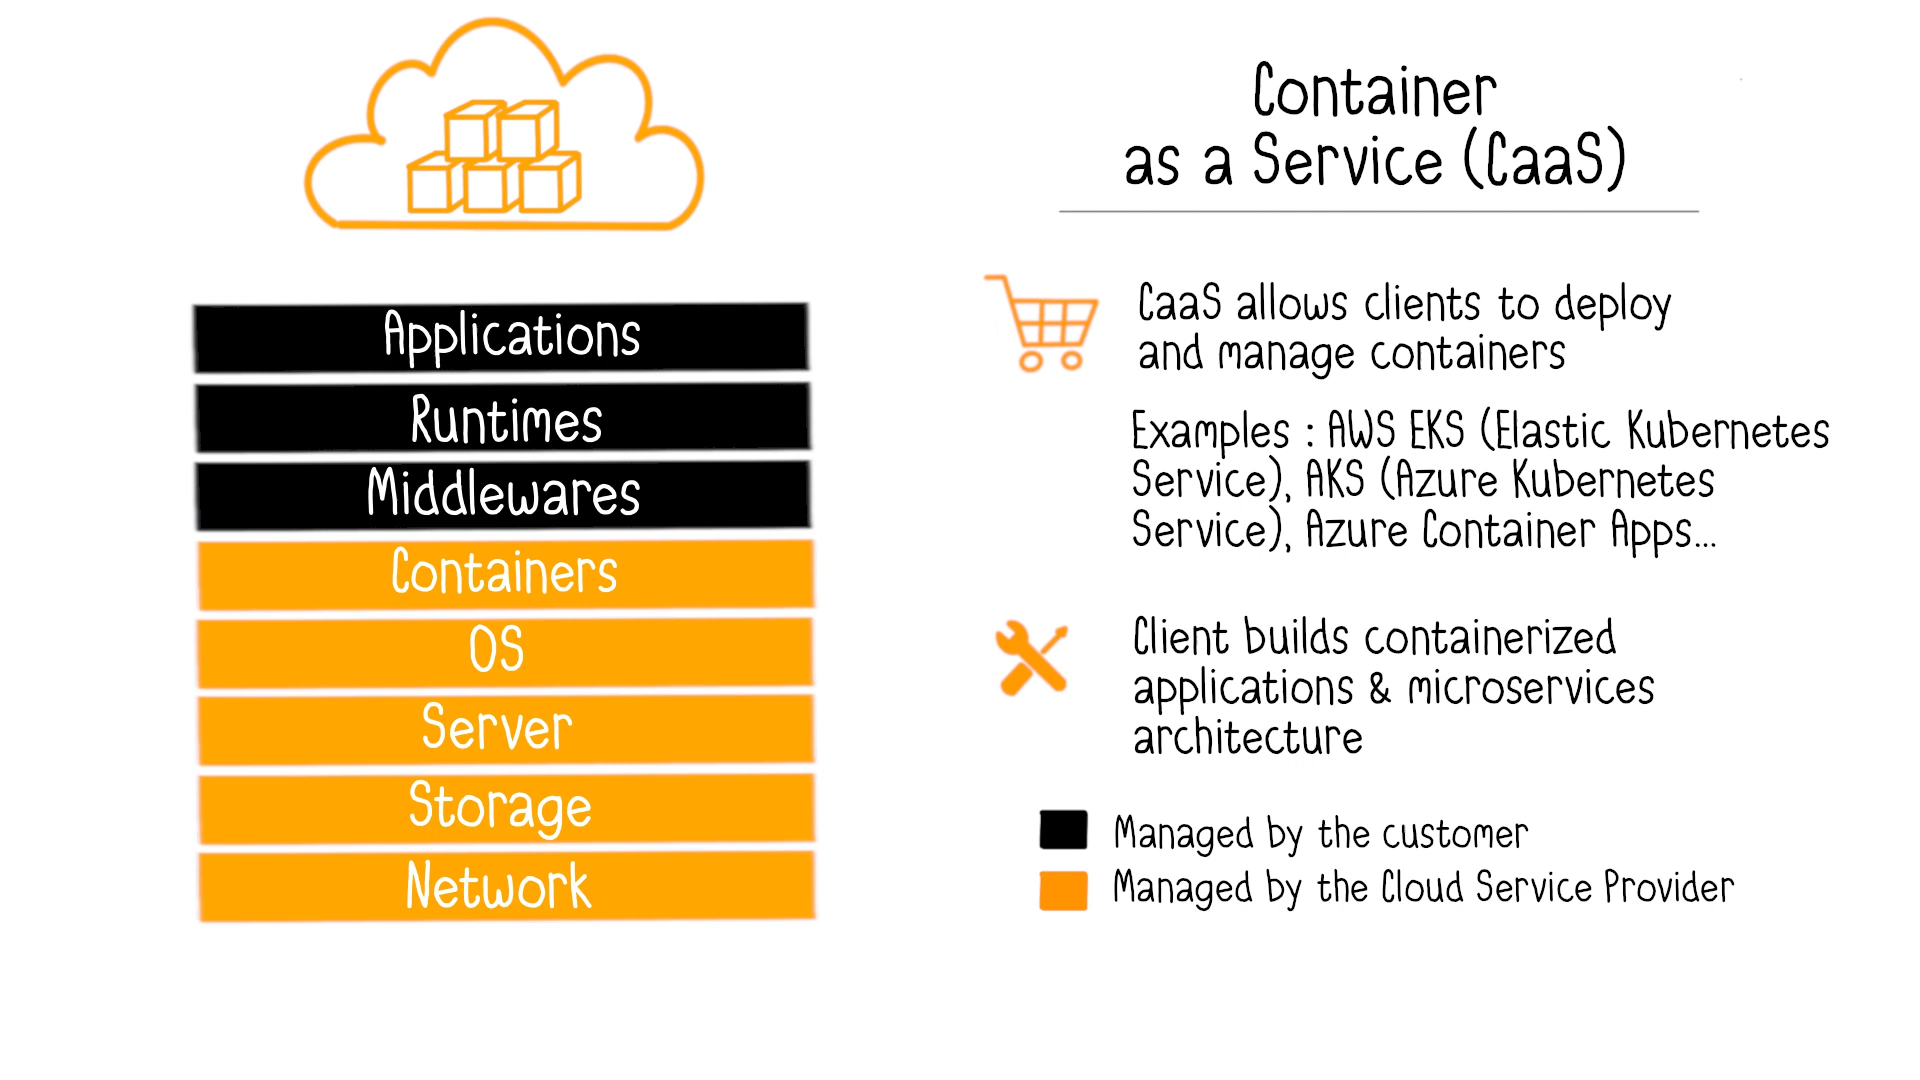 Container
as a Service (CaaS)
Applications
Runtimes
Middlewares
Containers
OS
Server
Storage
Network
CaaS allows clients to deploy
and manage containers
Examples : AWS EKS (Elastic Kubernetes
Service), AKS (Azure Kubernetes
Service), Azure Container Apps...
Client builds containerized
applications & microservices
architecture
Managed by the customer
Managed by the Cloud Service Provider